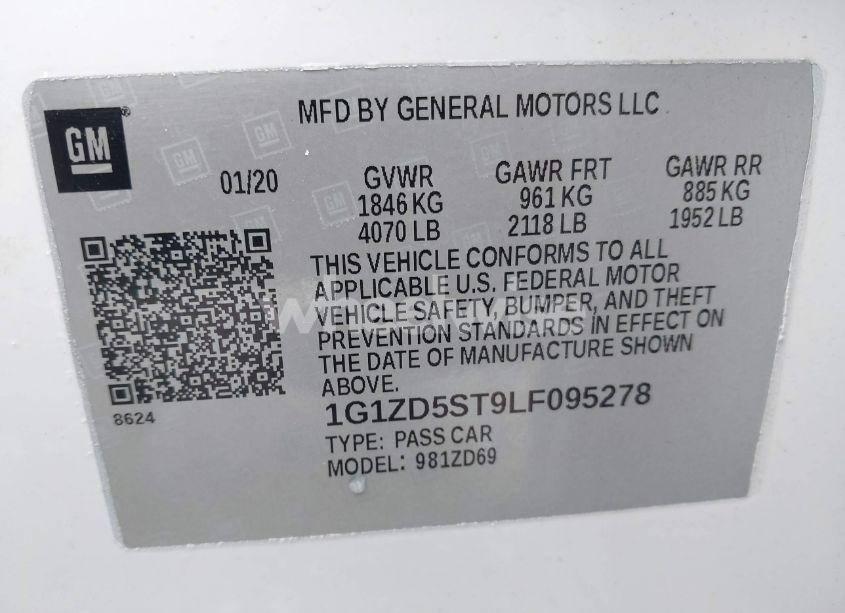 MFD BY GENERAL MOTORS LLC
GM
01/20 GVWR GAWR FRT GAWR RR
1846 KG 961 KG 885 KG
4070 LB 2118 LB 1952 LB
THIS VEHICLE CONFORMS TO ALL
APPLICABLE U.S. FEDERAL MOTOR
VEHICLE SAFETY, BUMPER, AND THEFT
PREVENTION STANDARDS IN EFFECT ON
THE DATE OF MANUFACTURE SHOWN
ABOVE.
8624
1G1ZD5ST9LF095278
TYPE: PASS CAR
MODEL: 981ZD69